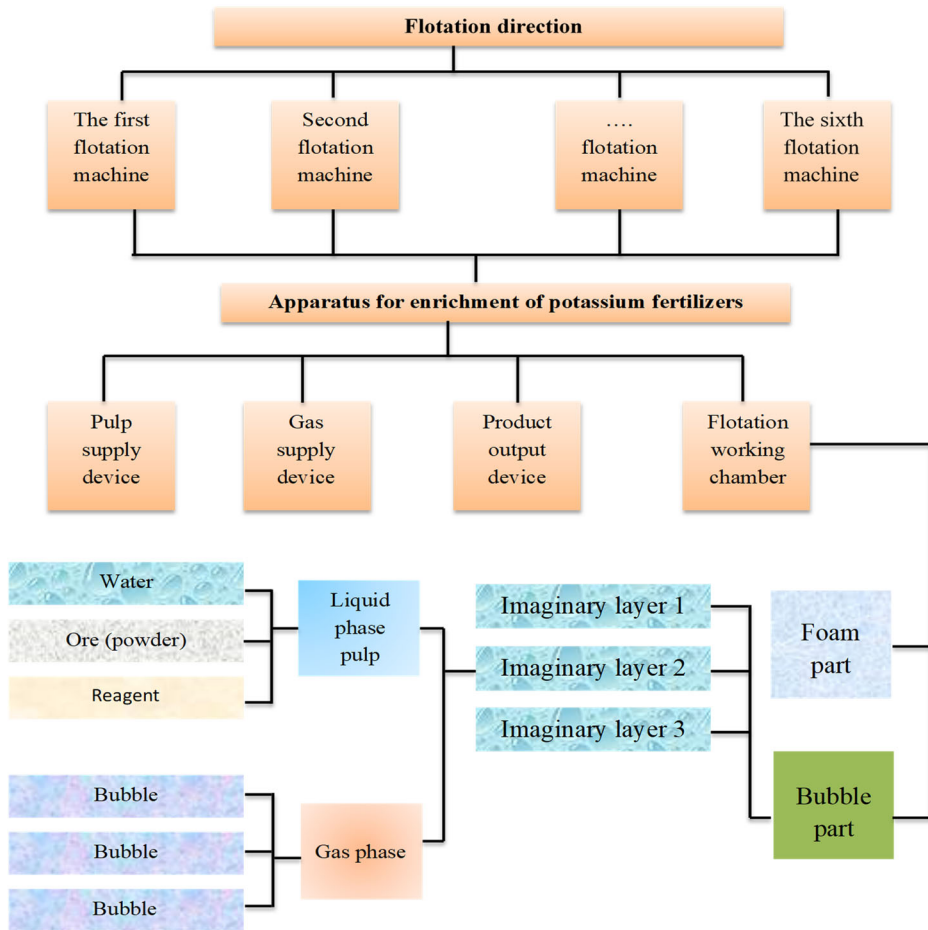 Flotation direction
The first
flotation
machine
Second
flotation
machine
....
flotation
machine
The sixth
flotation
machine
Apparatus for enrichment of potassium fertilizers
Pulp
supply
device
Gas
supply
device
Product
output
device
Flotation
working
chamber
Water
Ore (powder)
Reagent
Liquid
phase
pulp
Imaginary layer 1
Imaginary layer 2
Imaginary layer 3
Foam
part
Bubble
Bubble
Bubble
Gas phase
Bubble
part